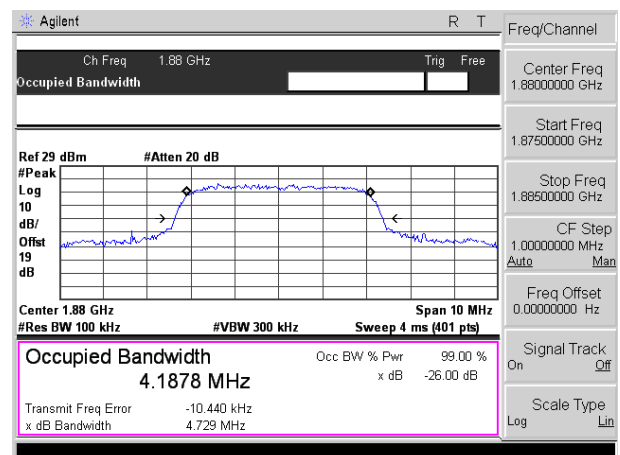 Agilent R T
Freq/Channel
Ch Freq 1.88 GHz Trig Free
Occupied Bandwidth
Center Freq
1.88000000 GHz
Start Freq
1.87500000 GHz
Stop Freq
1.88500000 GHz
CF Step
1.00000000 MHz
Auto Man
Freq Offset
0.00000000 Hz
Signal Track
On Off
Scale Type
Log Lin
Ref 29 dBm #Atten 20 dB
#Peak
Log
10
dB/
Offst
19
dB
Center 1.88 GHz Span 10 MHz
#Res BW 100 kHz #VBW 300 kHz Sweep 4 ms (401 pts)
Occupied Bandwidth Occ BW % Pwr 99.00 %
4.1878 MHz x dB -26.00 dB
Transmit Freq Error -10.440 kHz
x dB Bandwidth 4.729 MHz